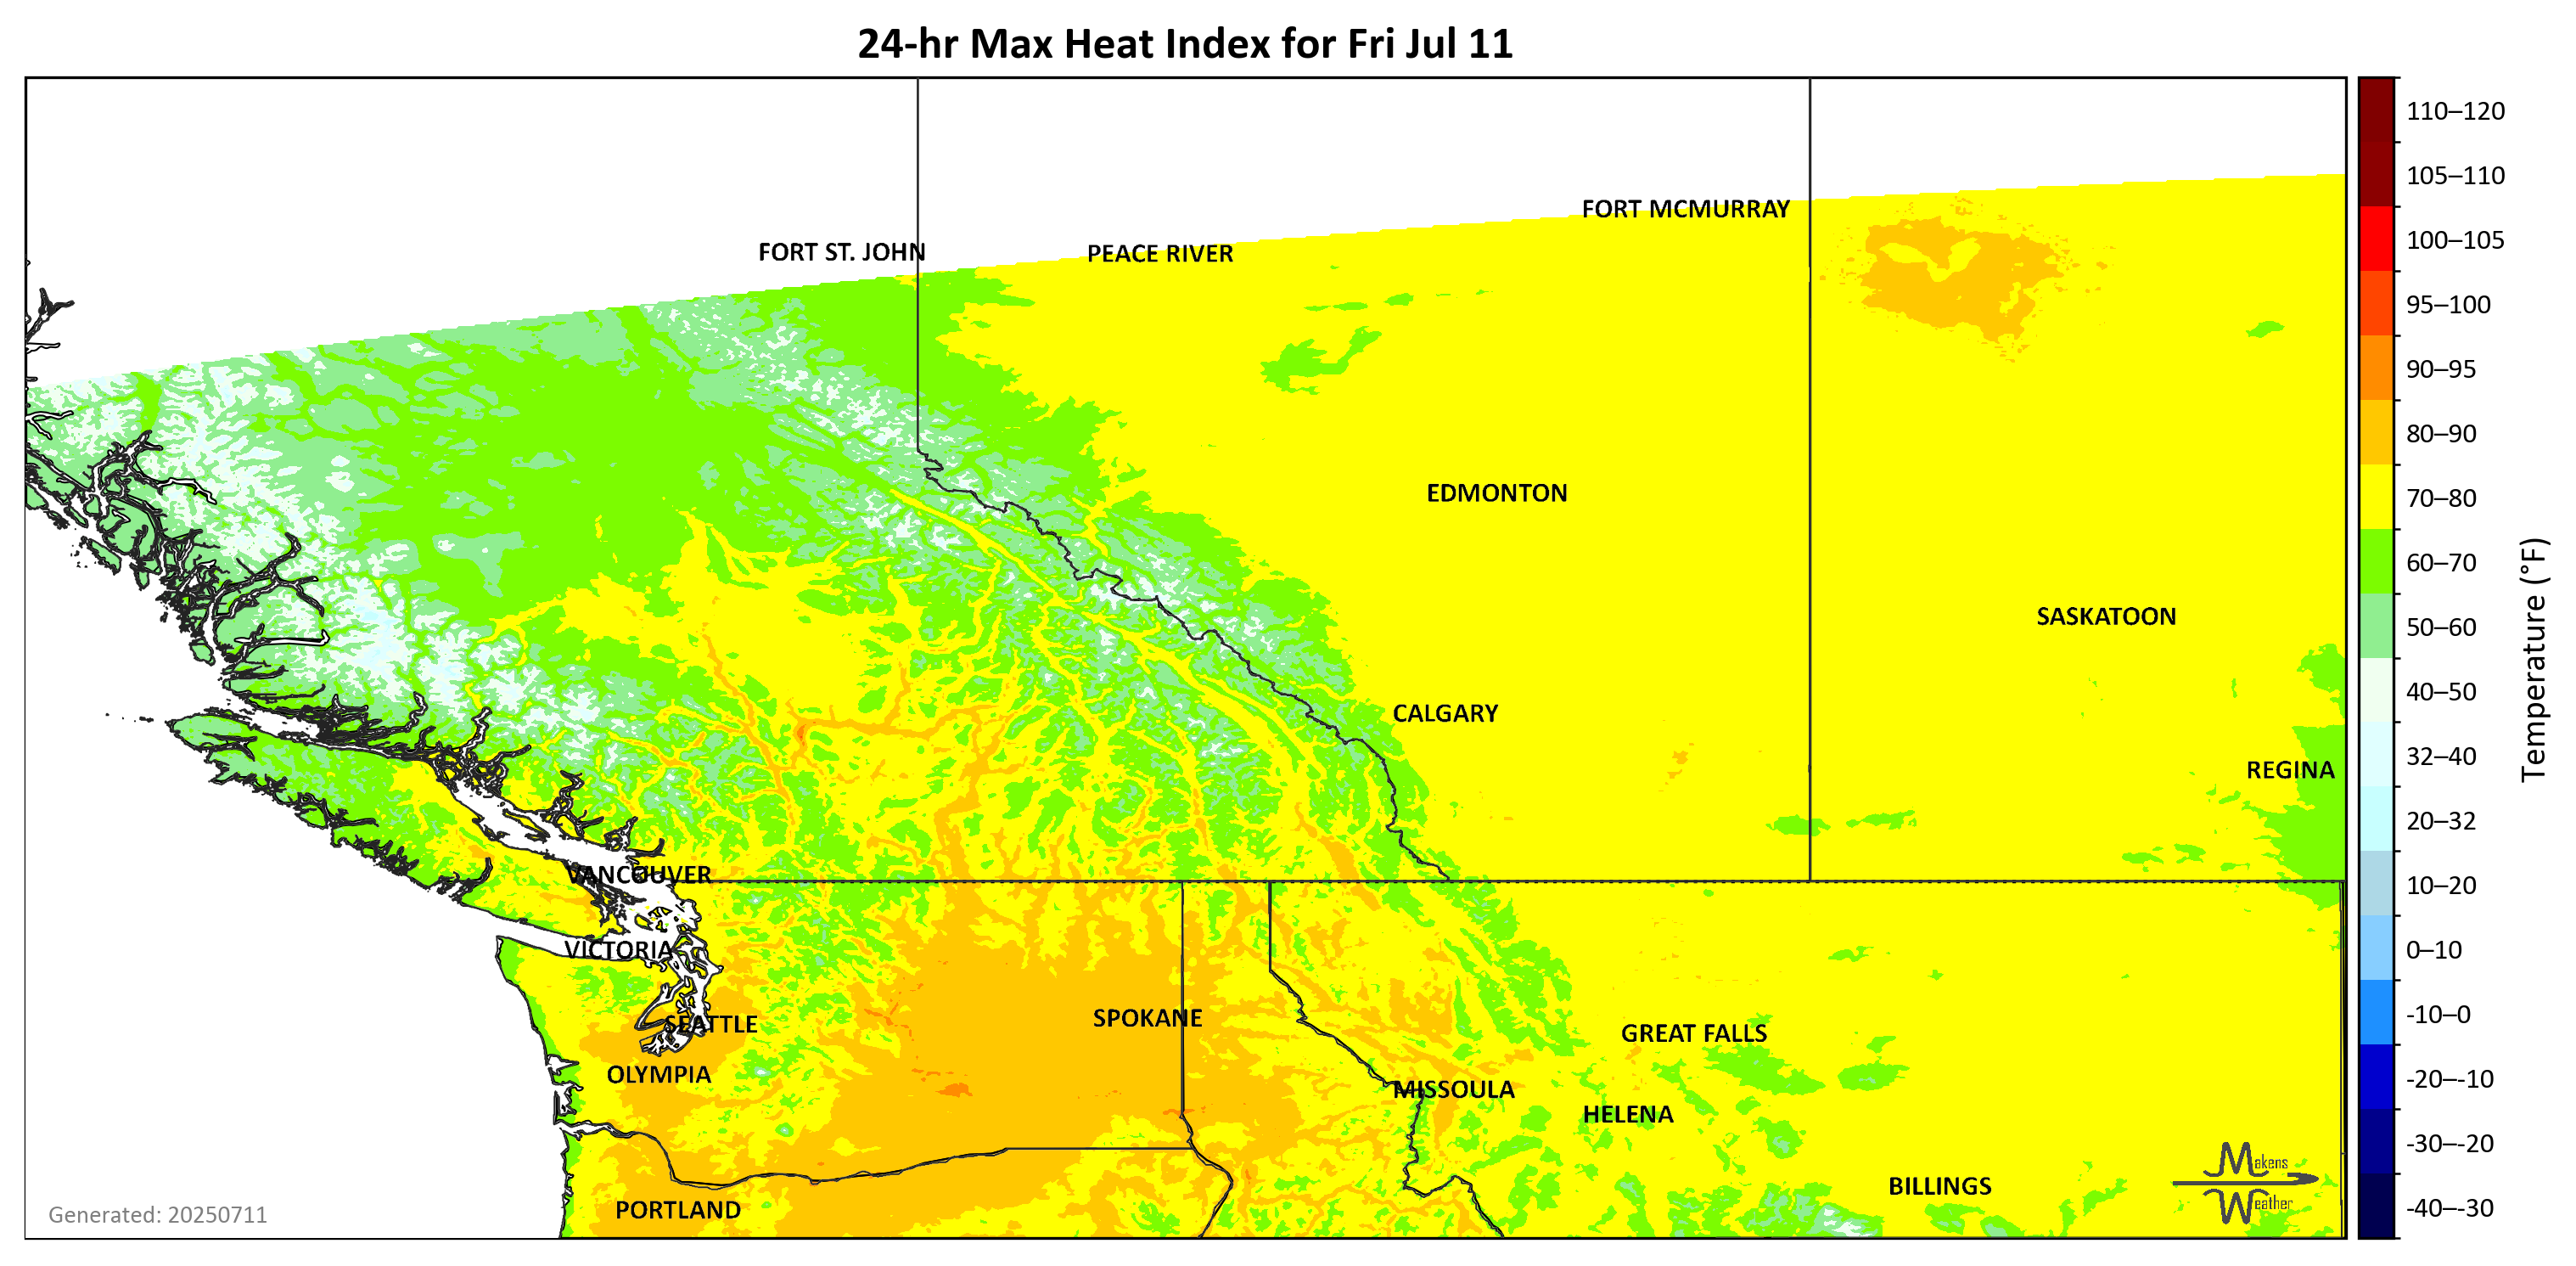 24-hr Max Heat Index for Fri Jul 11
110–120
105–110
FORT MCMURRAY
100–105
FORT ST. JOHN
PEACE RIVER
95–100
90–95
80–90
EDMONTON
70–80
60–70
SASKATOON
50–60
Temperature (°F)
40–50
CALGARY
32–40
REGINA
20–32
VANCOUVER
10–20
VICTORIA
0–10
SPOKANE
-10–0
SEATTLE
GREAT FALLS
OLYMPIA
-20–-10
MISSOULA
HELENA
-30–-20
Makens
BILLINGS
Weather
PORTLAND
-40–-30
Generated: 20250711